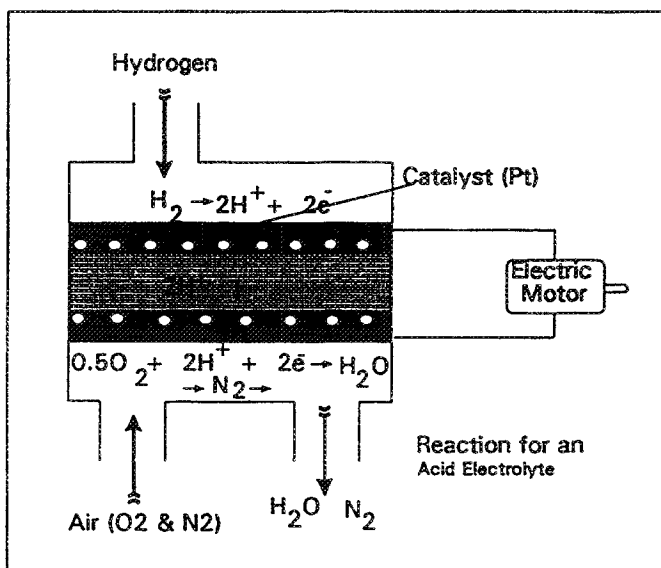 Hydrogen
H2 → 2H+ + 2e-
Catalyst (Pt)
Electric
Motor
0.5O2 + 2H+ + 2e- → H2O
→ N2 →
Reaction for an
Acid Electrolyte
H2O N2
Air (O2 & N2)